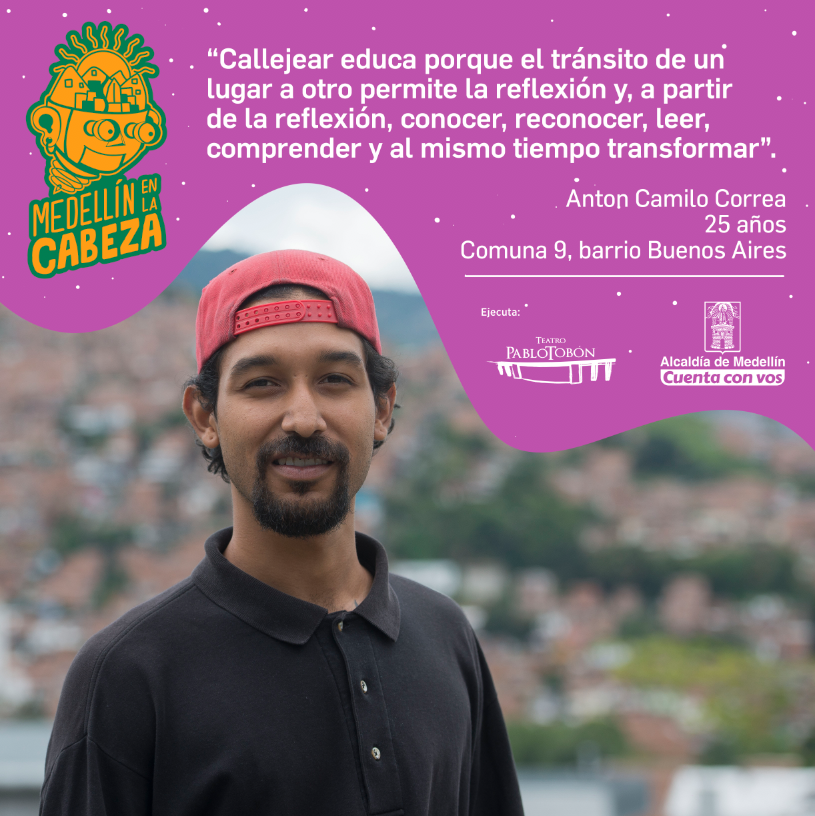 MEDELLÍN EN LA
CABEZA
“Callejear educa porque el tránsito de un
lugar a otro permite la reflexión y, a partir
de la reflexión, conocer, reconocer, leer,
comprender y al mismo tiempo transformar”.
Anton Camilo Correa
25 años
Comuna 9, barrio Buenos Aires
Ejecuta:
TEATRO
PABLOTOBÓN
Alcaldía de Medellín
Cuenta con vos